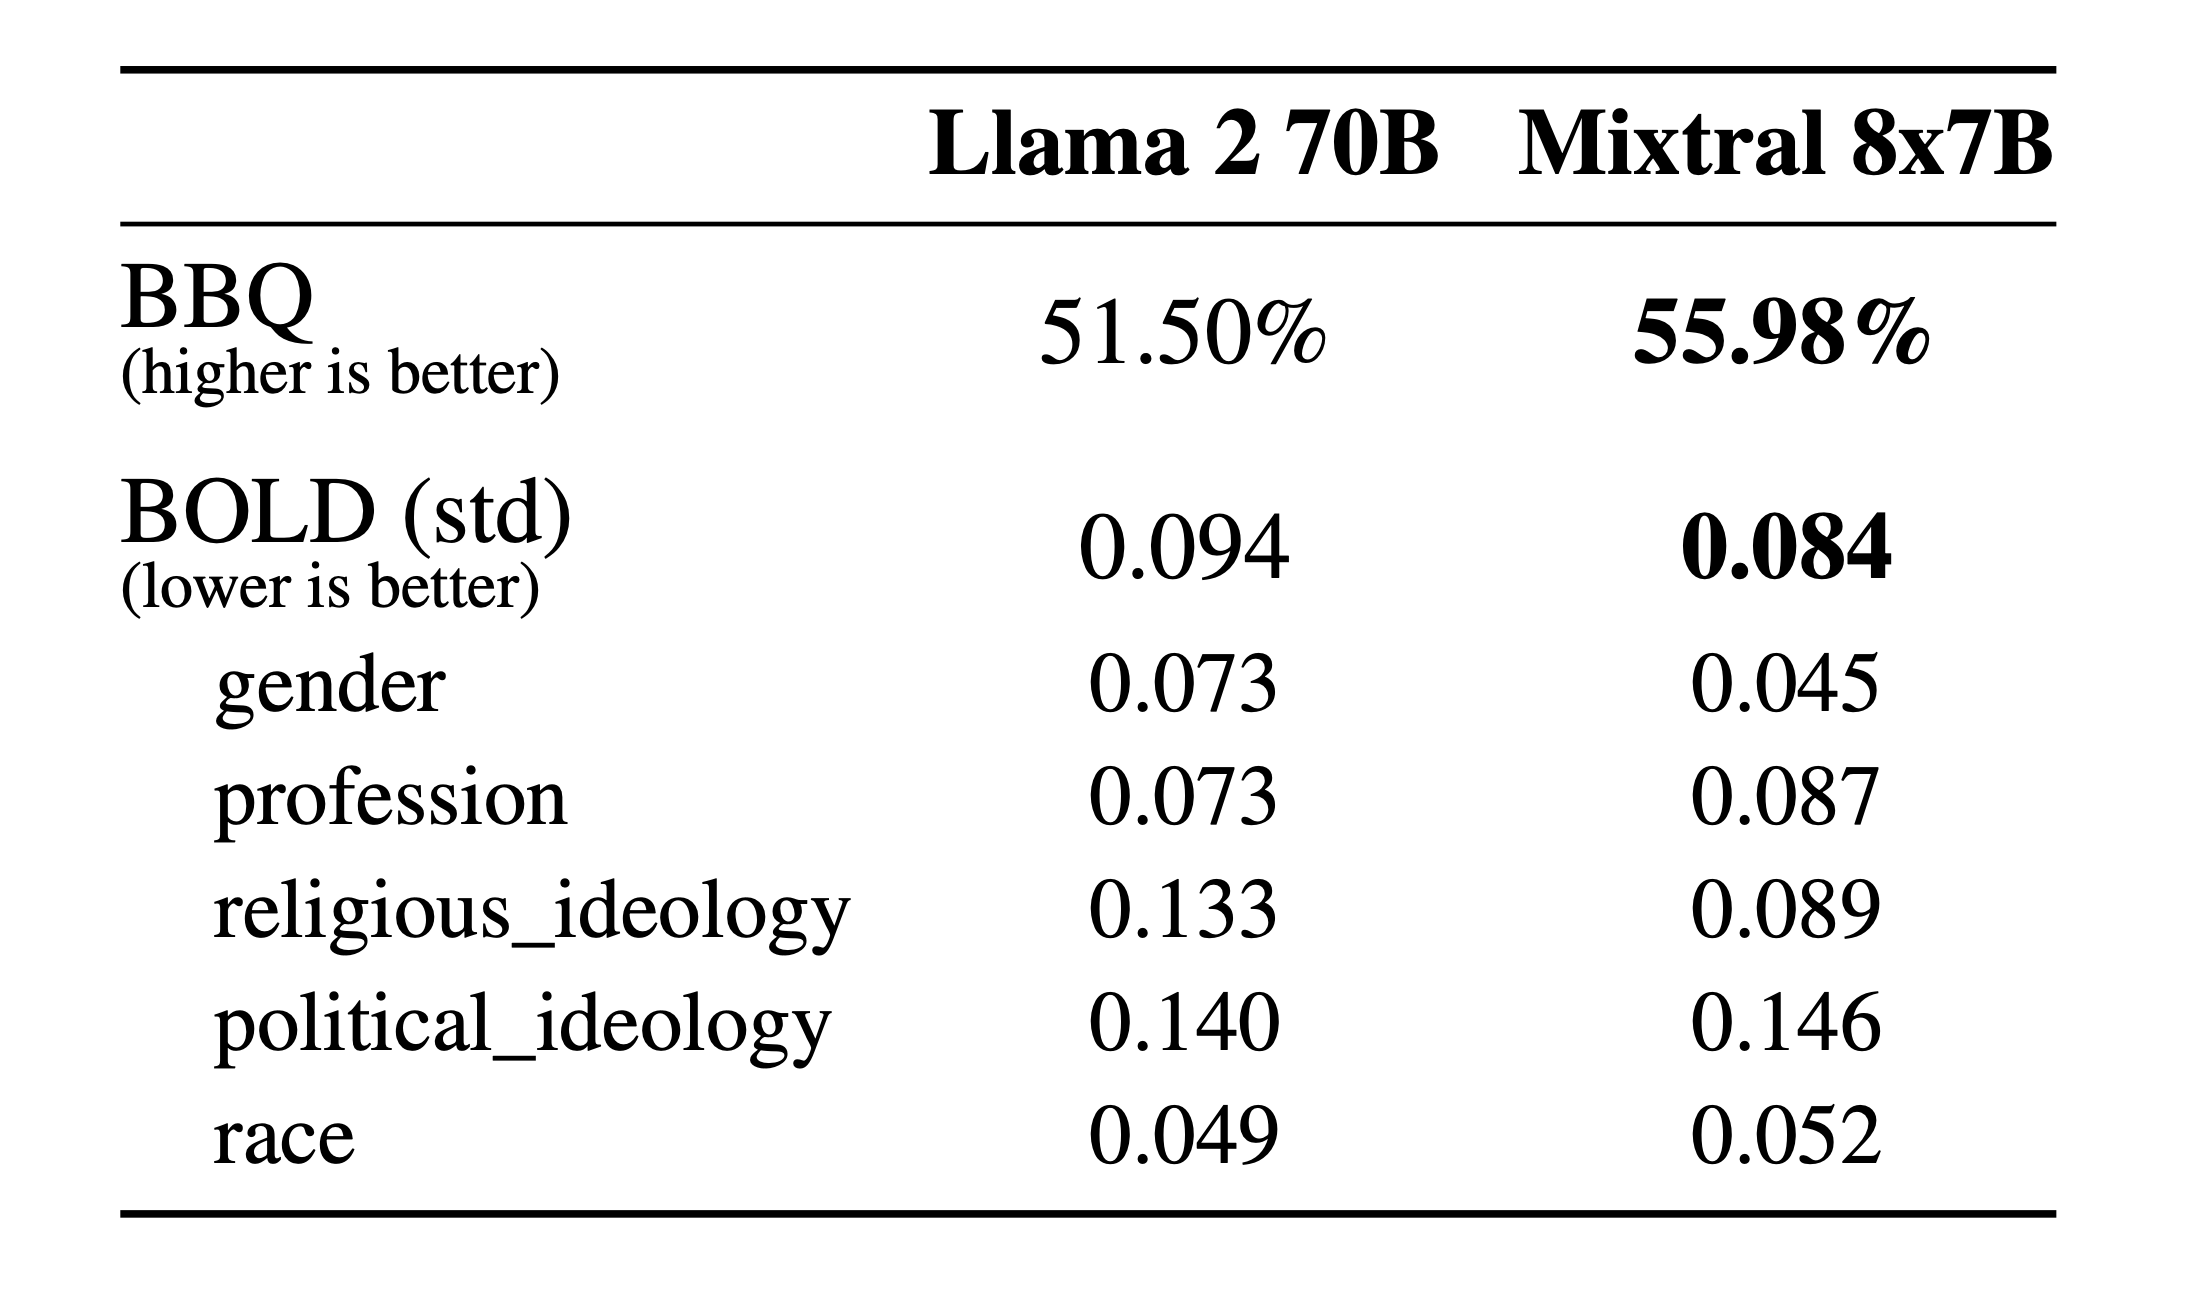 Llama 2 70B Mixtral 8x7B
BBQ
(higher is better) 51.50% 55.98%
BOLD (std)
(lower is better) 0.094 0.084
gender 0.073 0.045
profession 0.073 0.087
religious_ideology 0.133 0.089
political_ideology 0.140 0.146
race 0.049 0.052